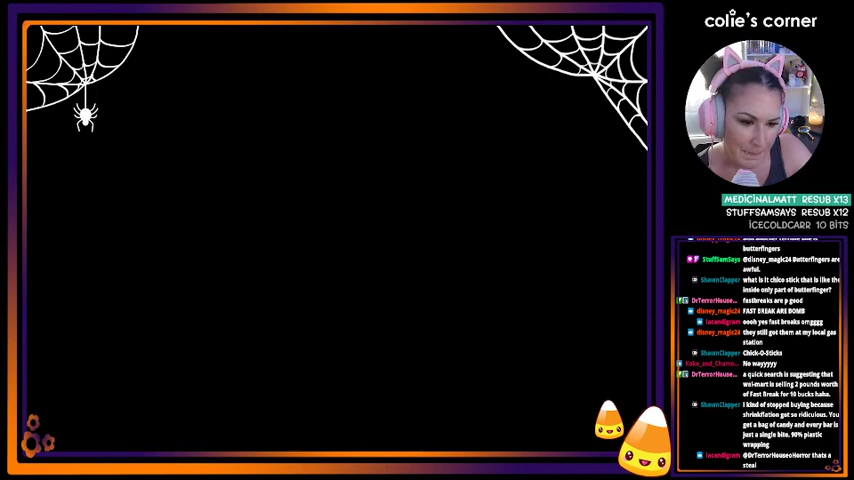 colie's corner
MEDICINALMATT RESUB X13
STUFFSAMSAYS RESUB X12
ICECOLDCARR 10 BITS
butterfingers
StuffSamSays @disney_magic24 Butterfingers are
awful.
ShawnClapper what is it chico stick that is like the
inside only part of butterfinger?
DrTerrorHouse... fastbreaks are p good
disney_magic24 FAST BREAK ARE BOMB
lacandigram oooh yes fast breaks omgggg
disney_magic24 they still got them at my local gas
station
ShawnClapper Chick-O-Sticks
Koko_and_Chamo... No wayyyyy
DrTerrorHouse... a quick search is suggesting that
wal-mart is selling 2 pounds worth
of Fast Break for 10 bucks haha.
ShawnClapper I kind of stopped buying because
shrinkflation got so ridiculous. You
get a bag of candy and every bar is
just a single bite. 90% plastic
wrapping
lacandigram @DrTerrorHouseoHorror thats a
steal